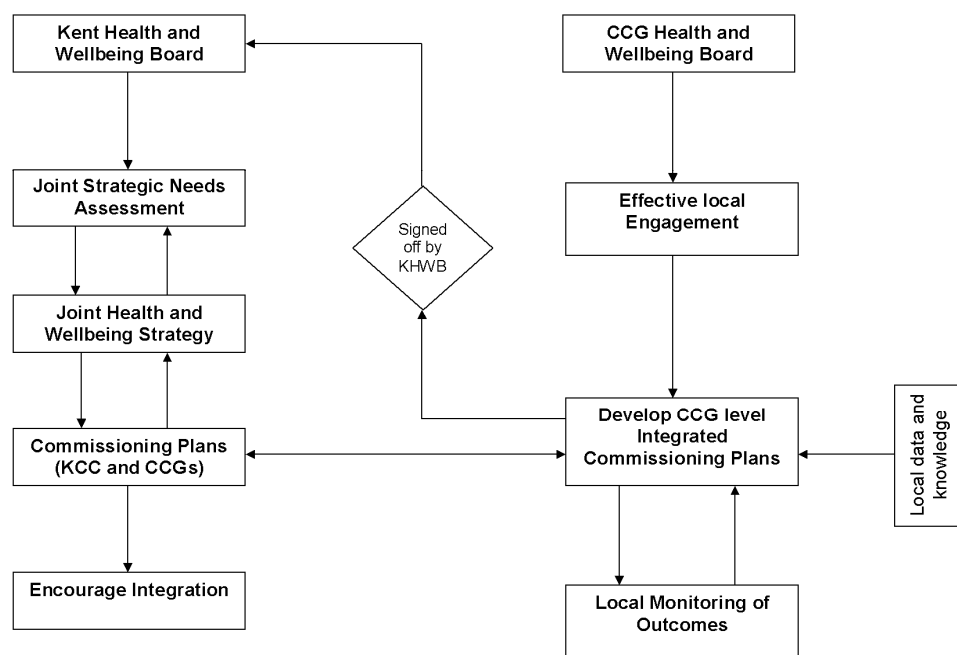 Kent Health and
Wellbeing Board
CCG Health and
Wellbeing Board
Joint Strategic Needs
Assessment
Effective local
Engagement
Signed
off by
KHWB
Joint Health and
Wellbeing Strategy
Commissioning Plans
(KCC and CCGs)
Develop CCG level
Integrated
Commissioning Plans
Local data and
knowledge
Encourage Integration
Local Monitoring of
Outcomes